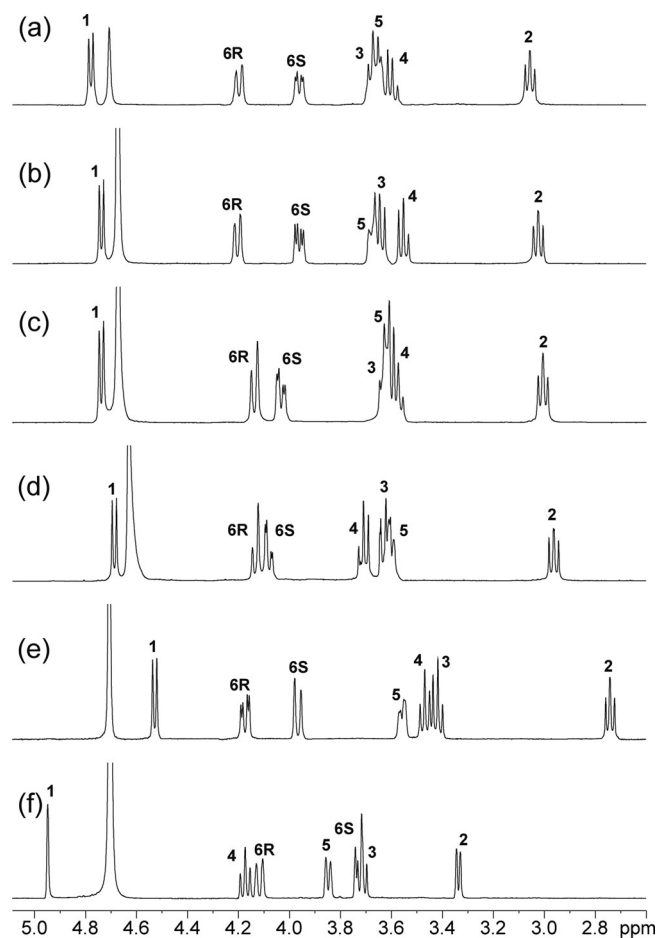 (a)
1 6R 6S 3 5 4 2
(b)
1 6R 6S 5 3 4 2
(c)
1 6R 6S 3 5 4 2
(d)
1 6R 6S 4 3 5 2
(e)
1 6R 6S 5 4 3 2
(f)
1 4 6R 5 6S 3 2
5.0 4.8 4.6 4.4 4.2 4.0 3.8 3.6 3.4 3.2 3.0 2.8 ppm